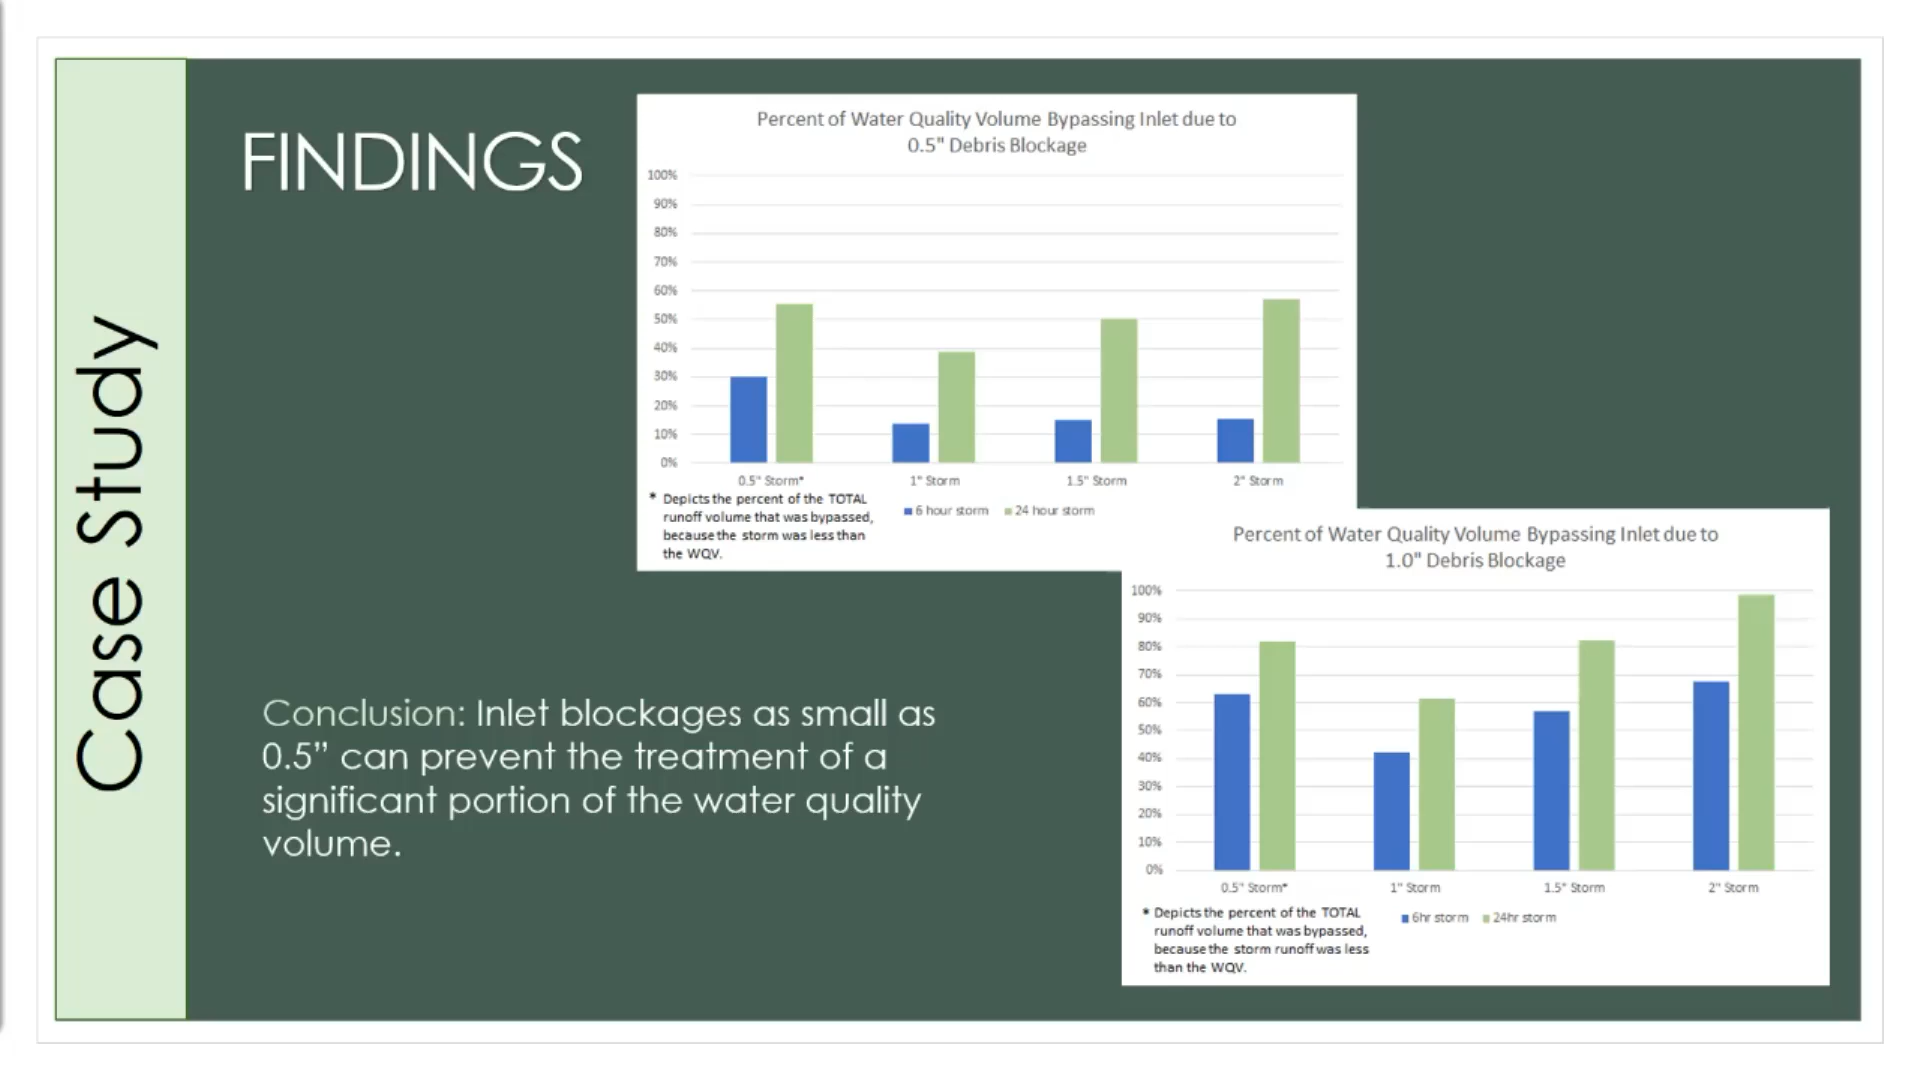 Case Study
FINDINGS
Percent of Water Quality Volume Bypassing Inlet due to
0.5" Debris Blockage
100%
90%
80%
70%
60%
50%
40%
30%
20%
10%
0%
0.5" Storm*
1" Storm
1.5" Storm
2" Storm
* Depicts the percent of the TOTAL
runoff volume that was bypassed,
because the storm was less than
the WQV.
6 hour storm
24 hour storm
Percent of Water Quality Volume Bypassing Inlet due to
1.0" Debris Blockage
100%
90%
80%
70%
60%
50%
40%
30%
20%
10%
0%
0.5" Storm*
1" Storm
1.5" Storm
2" Storm
* Depicts the percent of the TOTAL
runoff volume that was bypassed,
because the storm runoff was less
than the WQV.
6hr storm
24hr storm
Conclusion: Inlet blockages as small as
0.5” can prevent the treatment of a
significant portion of the water quality
volume.